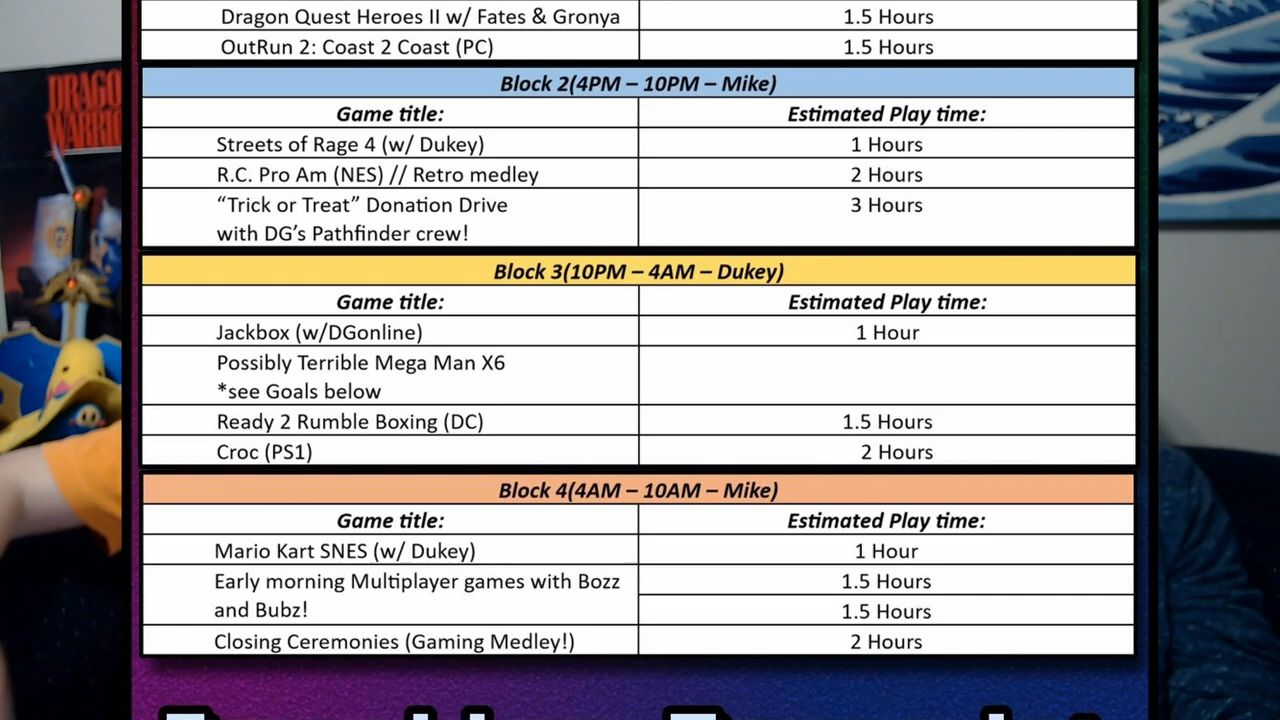 DRAGO
WARRI
Dragon Quest Heroes II w/ Fates & Gronya 1.5 Hours
OutRun 2: Coast 2 Coast (PC) 1.5 Hours
Block 2(4PM – 10PM – Mike)
Game title: Estimated Play time:
Streets of Rage 4 (w/ Dukey) 1 Hours
R.C. Pro Am (NES) // Retro medley 2 Hours
“Trick or Treat” Donation Drive 3 Hours
with DG’s Pathfinder crew!
Block 3(10PM – 4AM – Dukey)
Game title: Estimated Play time:
Jackbox (w/DGonline) 1 Hour
Possibly Terrible Mega Man X6
*see Goals below
Ready 2 Rumble Boxing (DC) 1.5 Hours
Croc (PS1) 2 Hours
Block 4(4AM – 10AM – Mike)
Game title: Estimated Play time:
Mario Kart SNES (w/ Dukey) 1 Hour
Early morning Multiplayer games with Bozz 1.5 Hours
and Bubz! 1.5 Hours
Closing Ceremonies (Gaming Medley!) 2 Hours